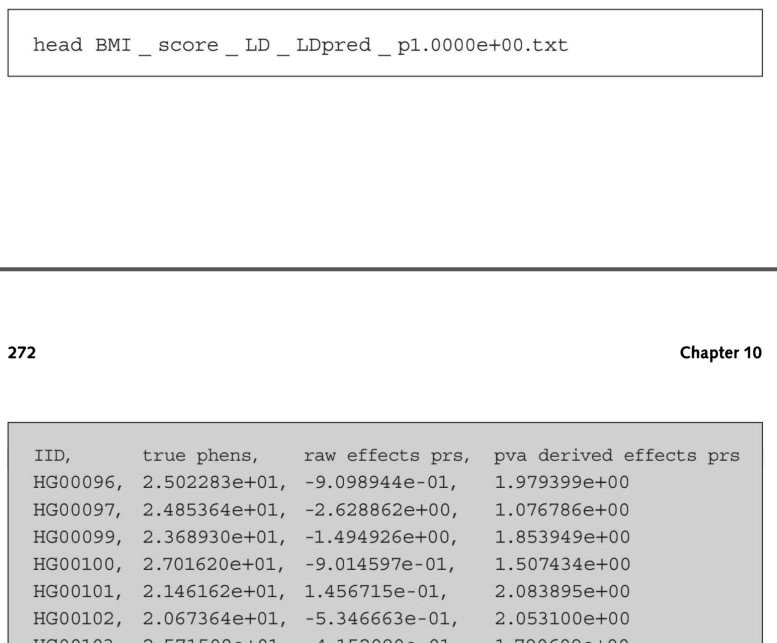 head BMI _ score _ LD _ LDpred _ p1.0000e+00.txt
272 Chapter 10
IID, true phens, raw effects prs, pva derived effects prs
HG00096, 2.502283e+01, -9.098944e-01, 1.979399e+00
HG00097, 2.485364e+01, -2.628862e+00, 1.076786e+00
HG00099, 2.368930e+01, -1.494926e+00, 1.853949e+00
HG00100, 2.701620e+01, -9.014597e-01, 1.507434e+00
HG00101, 2.146162e+01, 1.456715e-01, 2.083895e+00
HG00102, 2.067364e+01, -5.346663e-01, 2.053100e+00